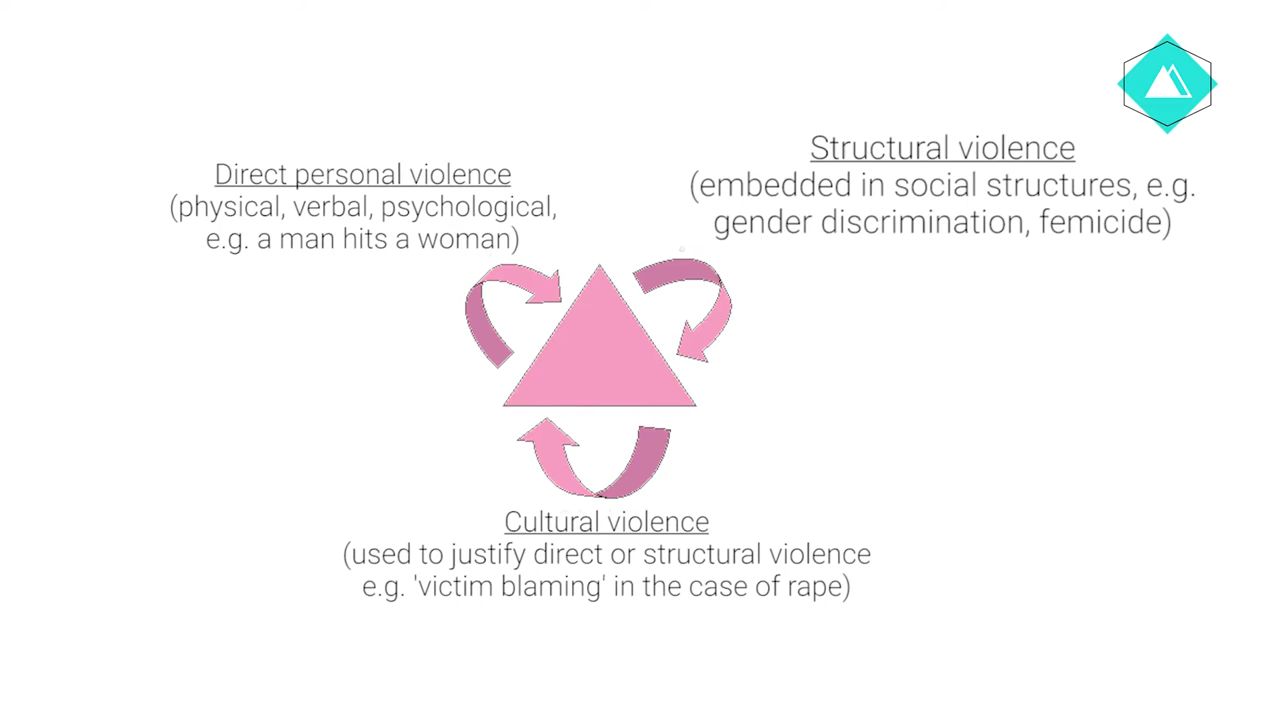 Direct personal violence
(physical, verbal, psychological,
e.g. a man hits a woman)
Structural violence
(embedded in social structures, e.g.
gender discrimination, femicide)
Cultural violence
(used to justify direct or structural violence
e.g. 'victim blaming' in the case of rape)